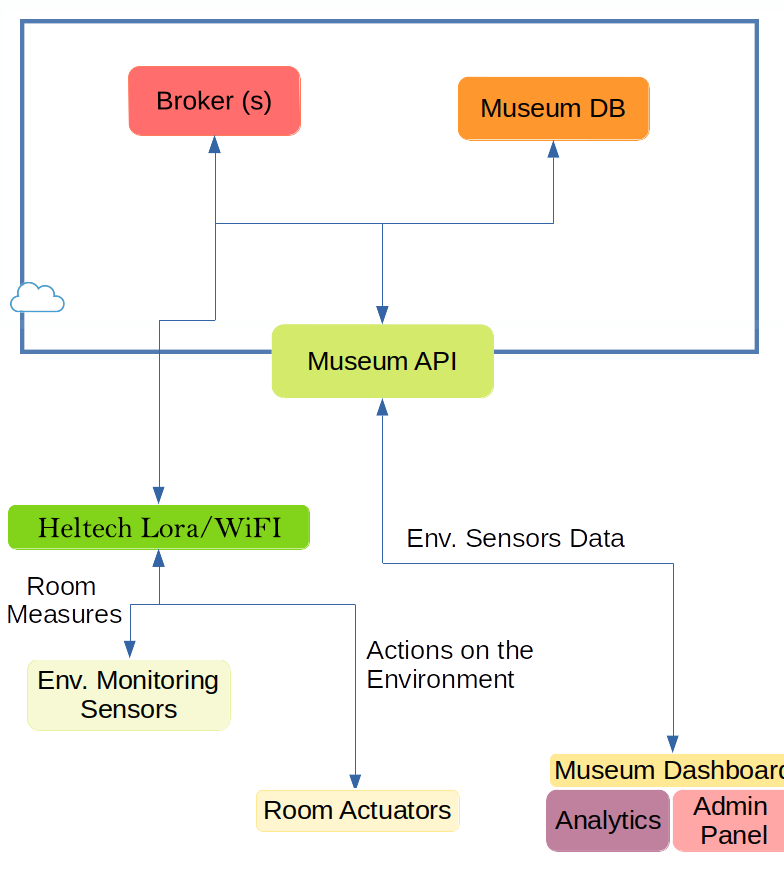 Broker (s)
Museum DB
Museum API
Heltech Lora/WiFI
Env. Sensors Data
Room
Measures
Actions on the
Environment
Env. Monitoring
Sensors
Room Actuators
Museum Dashboard
Analytics
Admin
Panel